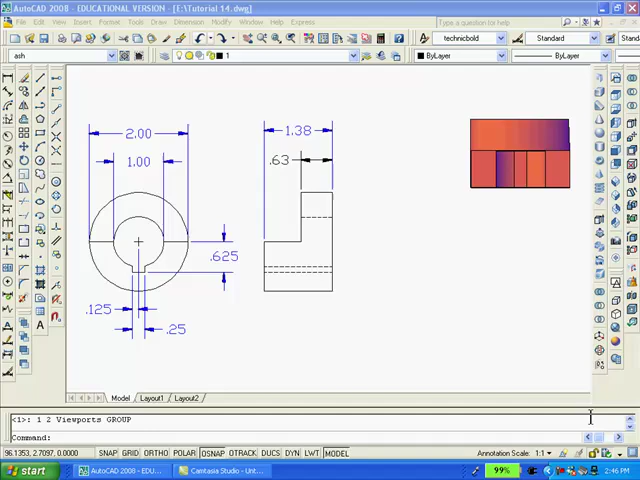 AutoCAD 2008 - EDUCATIONAL VERSION - [E:\Tutorial 14.dwg]
File Edit View Insert Format Tools Draw Dimension Modify Window Help Express
Type a question for help
technicbold Standard Standa
ash 1 ByLayer ByLayer
2.00
1.38
1.00
.63
.625
.125
.25
Model Layout1 Layout2
<1>: 1 2 Viewports GROUP
Command:
96.1353, 2.7097, 0.0000 SNAP GRID ORTHO POLAR OSNAP OTRACK DUCS DYN LWT MODEL Annotation Scale: 1:1
start AutoCAD 2008 - EDU... Camtasia Studio - Unt... 99% 2:46 PM